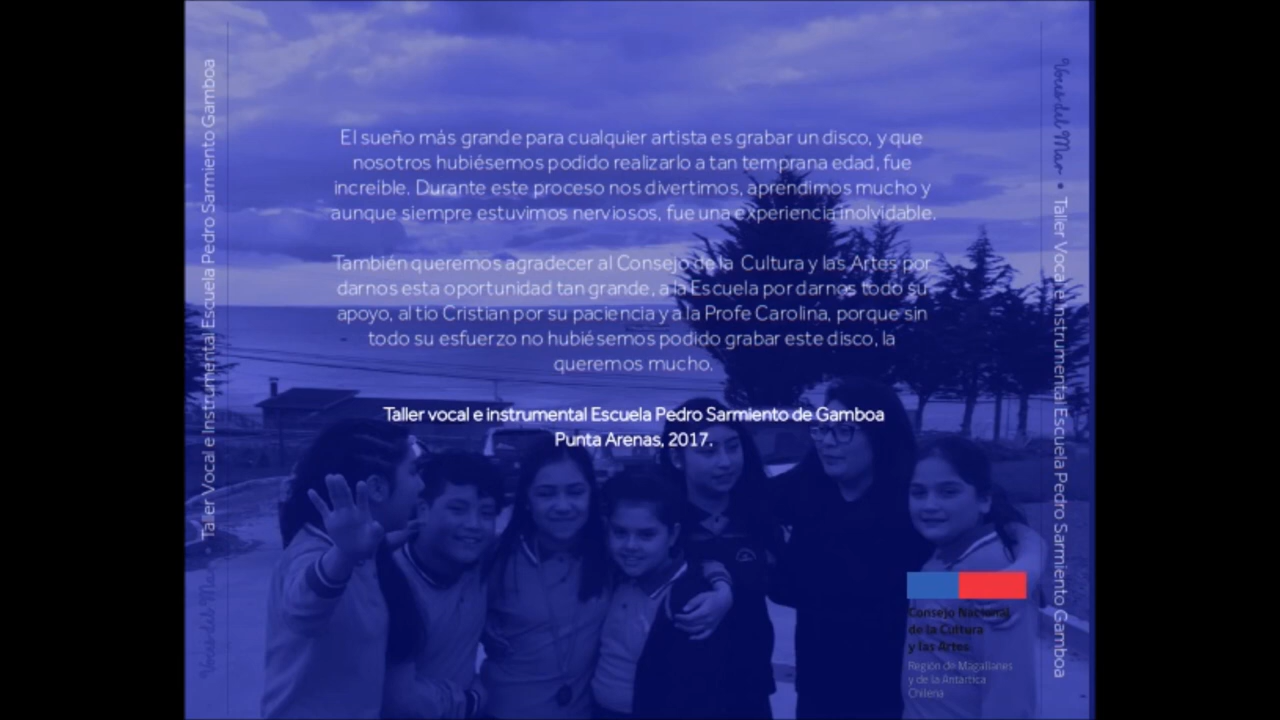 Voces del Mar • Taller Vocal e Instrumental Escuela Pedro Sarmiento Gamboa
El sueño más grande para cualquier artista es grabar un disco, y que
nosotros hubiésemos podido realizarlo a tan temprana edad, fue
increíble. Durante este proceso nos divertimos, aprendimos mucho y
aunque siempre estuvimos nerviosos, fue una experiencia inolvidable.
También queremos agradecer al Consejo de la Cultura y las Artes por
darnos esta oportunidad tan grande, a la Escuela por darnos todo su
apoyo, al tío Cristian por su paciencia y a la Profe Carolina, porque sin
todo su esfuerzo no hubiésemos podido grabar este disco, la
queremos mucho.
Taller vocal e instrumental Escuela Pedro Sarmiento de Gamboa
Punta Arenas, 2017.
Consejo Nacional
de la Cultura
y las Artes
Región de Magallanes
y de la Antártica
Chilena
Voces del Mar • Taller Vocal e Instrumental Escuela Pedro Sarmiento Gamboa